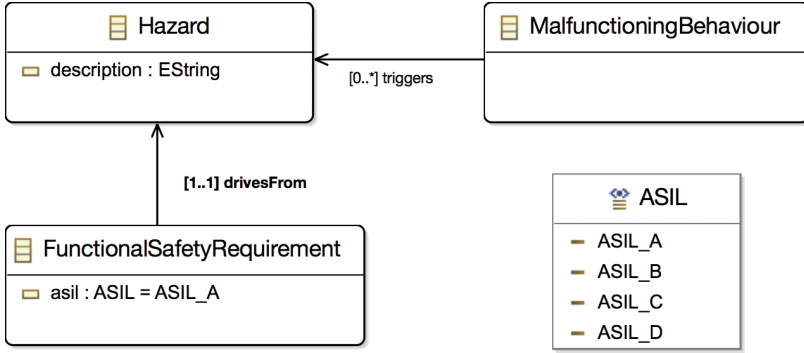 Hazard
description : EString
MalfunctioningBehaviour
[0..*] triggers
[1..1] drivesFrom
FunctionalSafetyRequirement
asil : ASIL = ASIL_A
ASIL
ASIL_A
ASIL_B
ASIL_C
ASIL_D